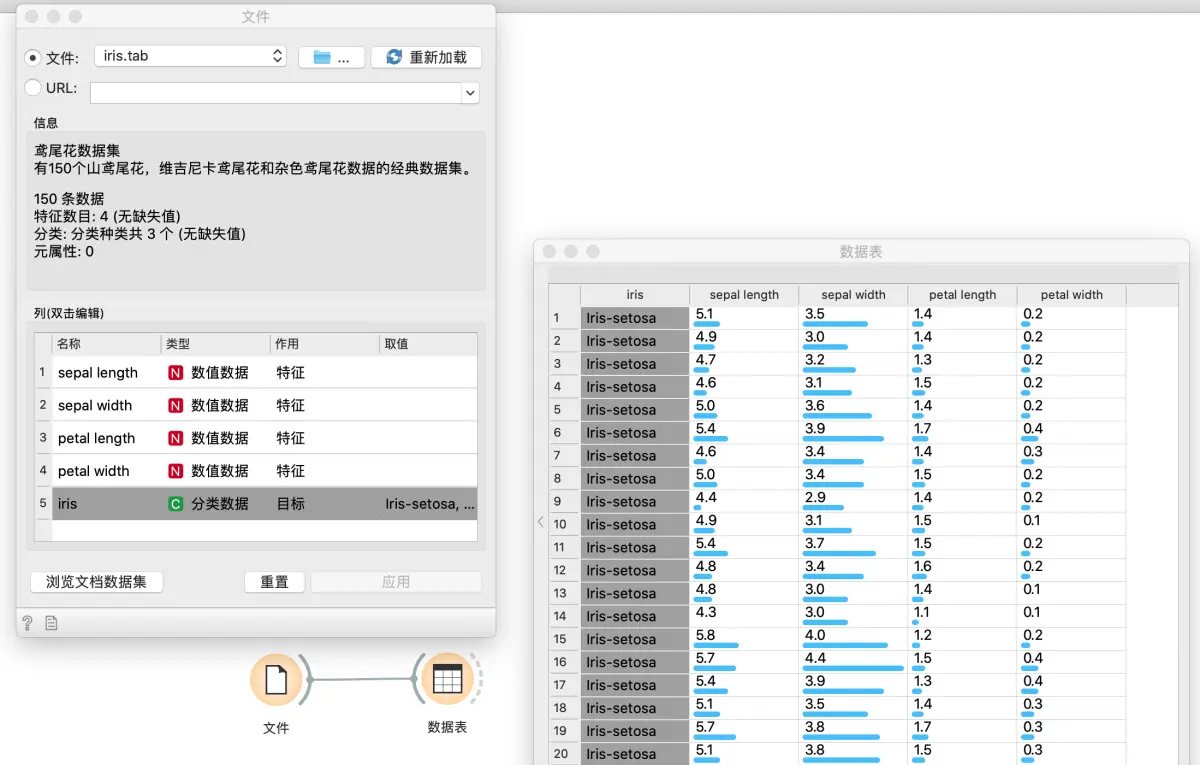 文件
文件: iris.tab ... 重新加载
URL:
信息
鸢尾花数据集
有150个山鸢尾花，维吉尼卡鸢尾花和杂色鸢尾花数据的经典数据集。
150 条数据
特征数目: 4 (无缺失值)
分类: 分类种类共 3 个 (无缺失值)
元属性: 0
列(双击编辑)
名称 类型 作用 取值
1 sepal length N 数值数据 特征
2 sepal width N 数值数据 特征
3 petal length N 数值数据 特征
4 petal width N 数值数据 特征
5 iris C 分类数据 目标 Iris-setosa, ...
浏览文档数据集 重置 应用
?
文件 数据表
数据表
iris sepal length sepal width petal length petal width
1 Iris-setosa 5.1 3.5 1.4 0.2
2 Iris-setosa 4.9 3.0 1.4 0.2
3 Iris-setosa 4.7 3.2 1.3 0.2
4 Iris-setosa 4.6 3.1 1.5 0.2
5 Iris-setosa 5.0 3.6 1.4 0.2
6 Iris-setosa 5.4 3.9 1.7 0.4
7 Iris-setosa 4.6 3.4 1.4 0.3
8 Iris-setosa 5.0 3.4 1.5 0.2
9 Iris-setosa 4.4 2.9 1.4 0.2
10 Iris-setosa 4.9 3.1 1.5 0.1
11 Iris-setosa 5.4 3.7 1.5 0.2
12 Iris-setosa 4.8 3.4 1.6 0.2
13 Iris-setosa 4.8 3.0 1.4 0.1
14 Iris-setosa 4.3 3.0 1.1 0.1
15 Iris-setosa 5.8 4.0 1.2 0.2
16 Iris-setosa 5.7 4.4 1.5 0.4
17 Iris-setosa 5.4 3.9 1.3 0.4
18 Iris-setosa 5.1 3.5 1.4 0.3
19 Iris-setosa 5.7 3.8 1.7 0.3
20 Iris-setosa 5.1 3.8 1.5 0.3